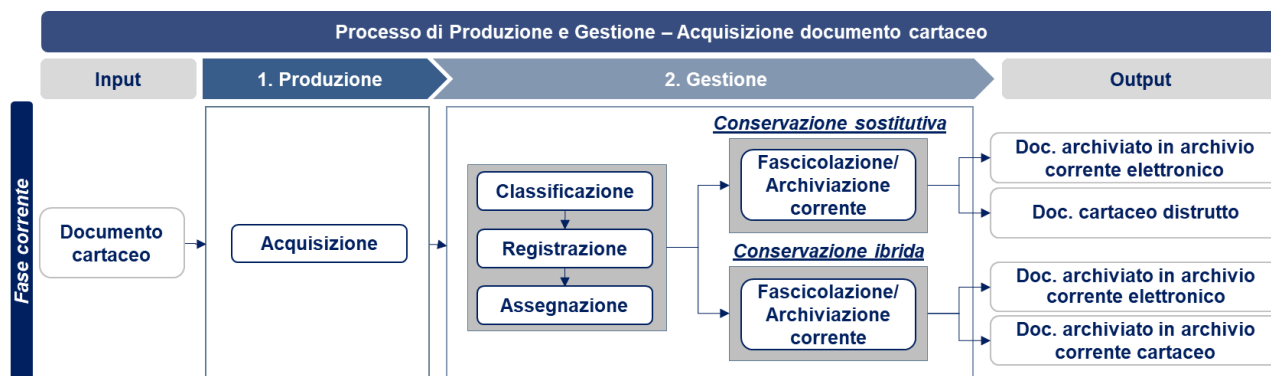 Processo di Produzione e Gestione – Acquisizione documento cartaceo
Input
1. Produzione
2. Gestione
Output
Fase corrente
Documento
cartaceo
Acquisizione
Classificazione
Registrazione
Assegnazione
Conservazione sostitutiva
Fascicolazione/
Archiviazione
corrente
Conservazione ibrida
Fascicolazione/
Archiviazione
corrente
Doc. archiviato in archivio
corrente elettronico
Doc. cartaceo distrutto
Doc. archiviato in archivio
corrente elettronico
Doc. archiviato in archivio
corrente cartaceo